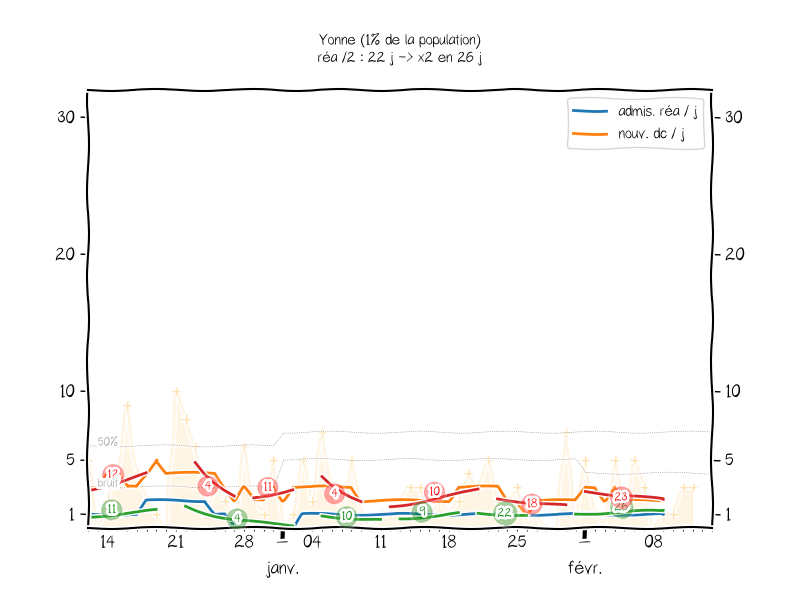 Yonne (1% de la population)
réa /2 : 22 j -> x2 en 26 j
admis. réa / j
nouv. dc / j
30 30
20 20
10 10
50%
5 5
12 4 11 4 10 18 23
bruit
26
11 4 10 9 22
1 1
14 21 28 04 11 18 25 08
janv. févr.